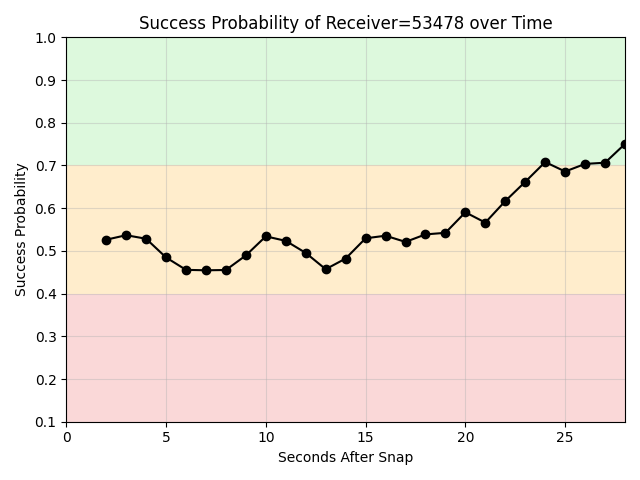 Success Probability of Receiver=53478 over Time
1.0
0.9
0.8
0.7
0.6
0.5
0.4
0.3
0.2
0.1
Success Probability
0 5 10 15 20 25
Seconds After Snap